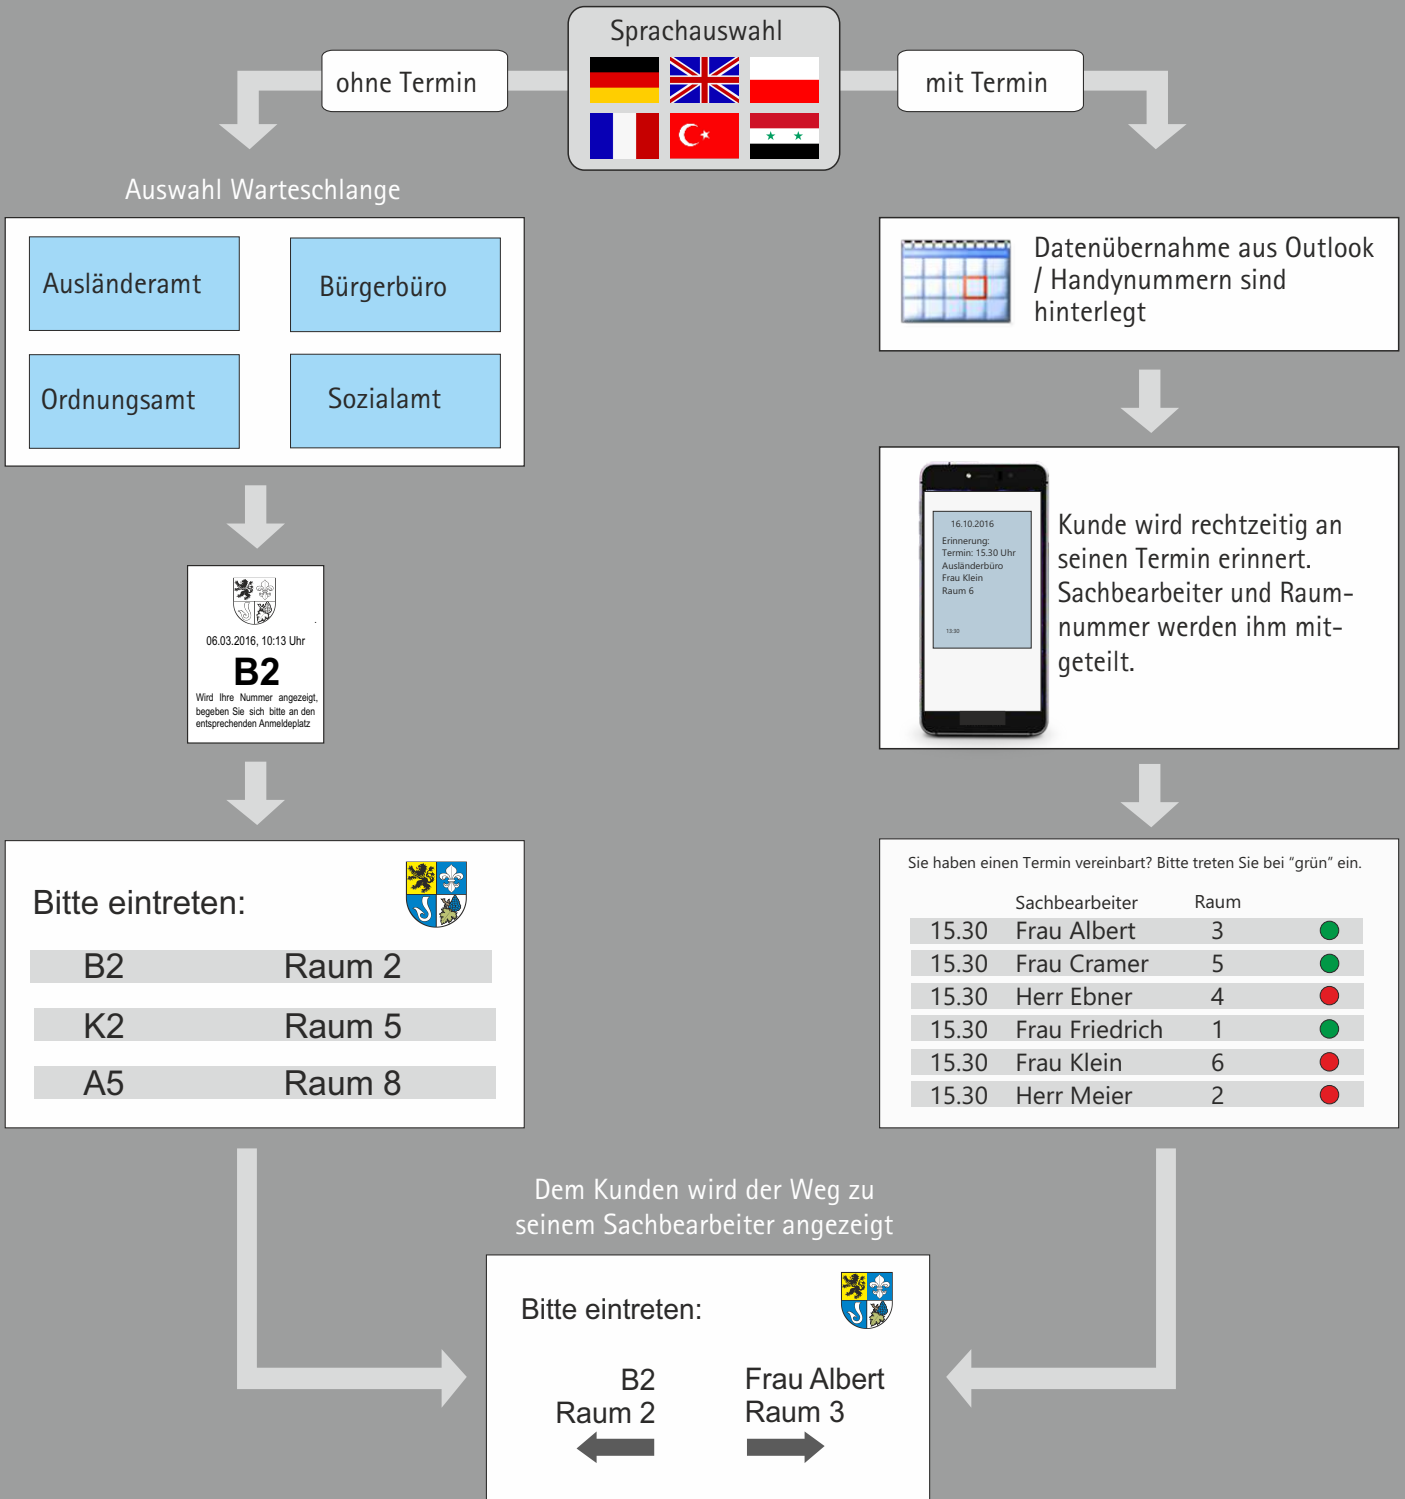 Sprachauswahl
ohne Termin
mit Termin
Auswahl Warteschlange
Ausländeramt
Bürgerbüro
Ordnungsamt
Sozialamt
06.03.2016, 10:13 Uhr
B2
Wird Ihre Nummer angezeigt,
begeben Sie sich bitte an den
entsprechenden Anmeldeplatz
Bitte eintreten:
B2 Raum 2
K2 Raum 5
A5 Raum 8
Datenübernahme aus Outlook
/ Handynummern sind
hinterlegt
16.10.2016
Erinnerung:
Termin: 15.30 Uhr
Ausländerbüro
Frau Klein
Raum 6
13:30
Kunde wird rechtzeitig an
seinen Termin erinnert.
Sachbearbeiter und Raum-
nummer werden ihm mit-
geteilt.
Sie haben einen Termin vereinbart? Bitte treten Sie bei "grün" ein.
Sachbearbeiter Raum
15.30 Frau Albert 3
15.30 Frau Cramer 5
15.30 Herr Ebner 4
15.30 Frau Friedrich 1
15.30 Frau Klein 6
15.30 Herr Meier 2
Dem Kunden wird der Weg zu
seinem Sachbearbeiter angezeigt
Bitte eintreten:
B2
Raum 2
Frau Albert
Raum 3